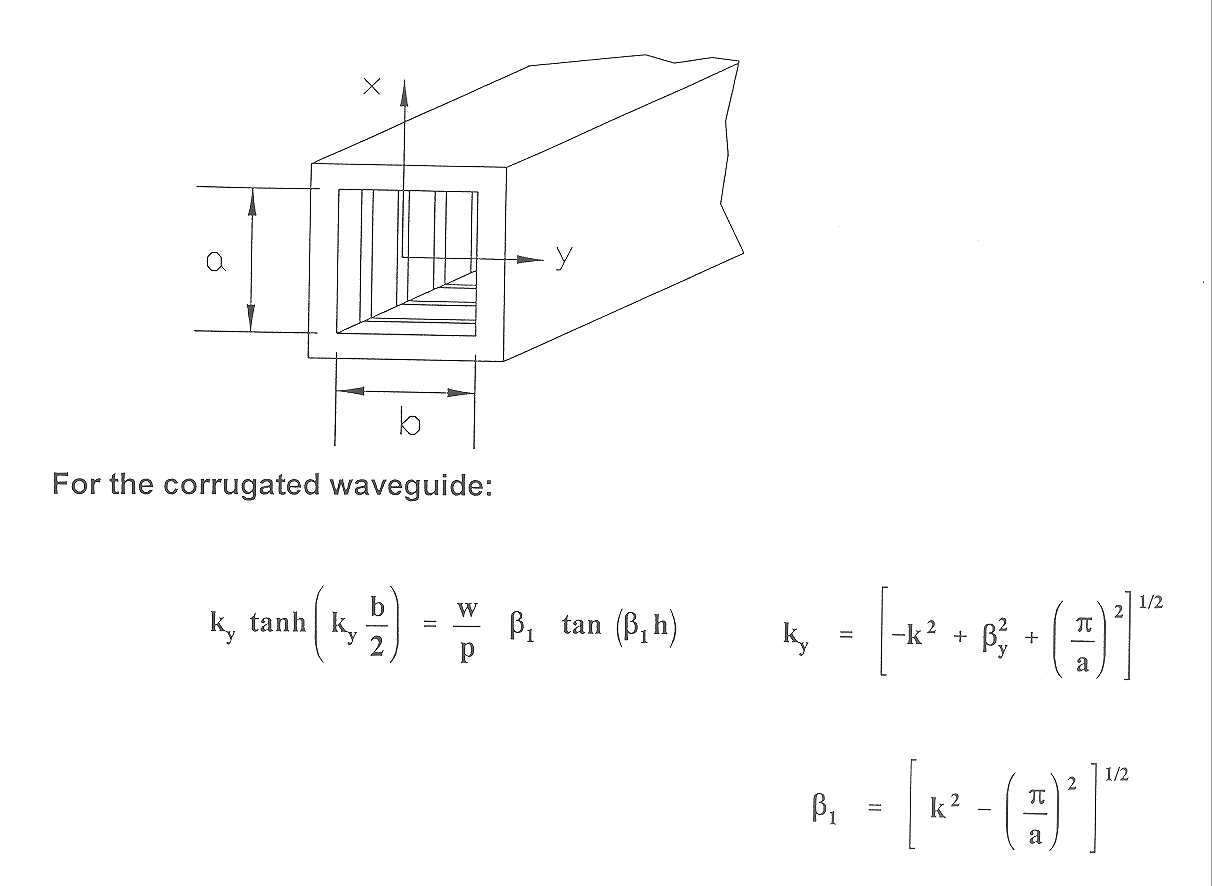 x
a
y
b
For the corrugated waveguide:
k_y tanh(k_y b/2) = w/p β_1 tan (β_1 h)
k_y = [-k^2 + β_y^2 + (π/a)^2]^1/2
β_1 = [k^2 - (π/a)^2]^1/2